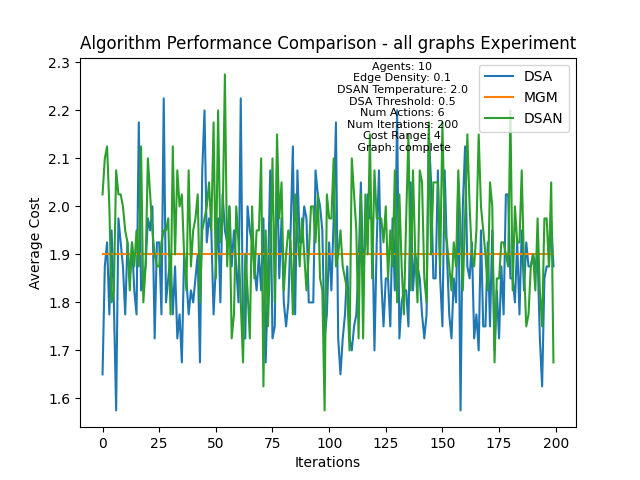 Algorithm Performance Comparison - all graphs Experiment
Agents: 10
Edge Density: 0.1
DSAN Temperature: 2.0
DSA Threshold: 0.5
Num Actions: 6
Num Iterations: 200
Cost Range: 4
Graph: complete
DSA
MGM
DSAN
Average Cost
2.3
2.2
2.1
2.0
1.9
1.8
1.7
1.6
0
25
50
75
100
125
150
175
200
Iterations